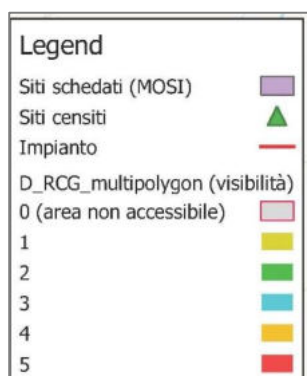 Legend
Siti schedati (MOSI)
Siti censiti
Impianto
D_RCG_multipolygon (visibilità)
0 (area non accessibile)
1
2
3
4
5